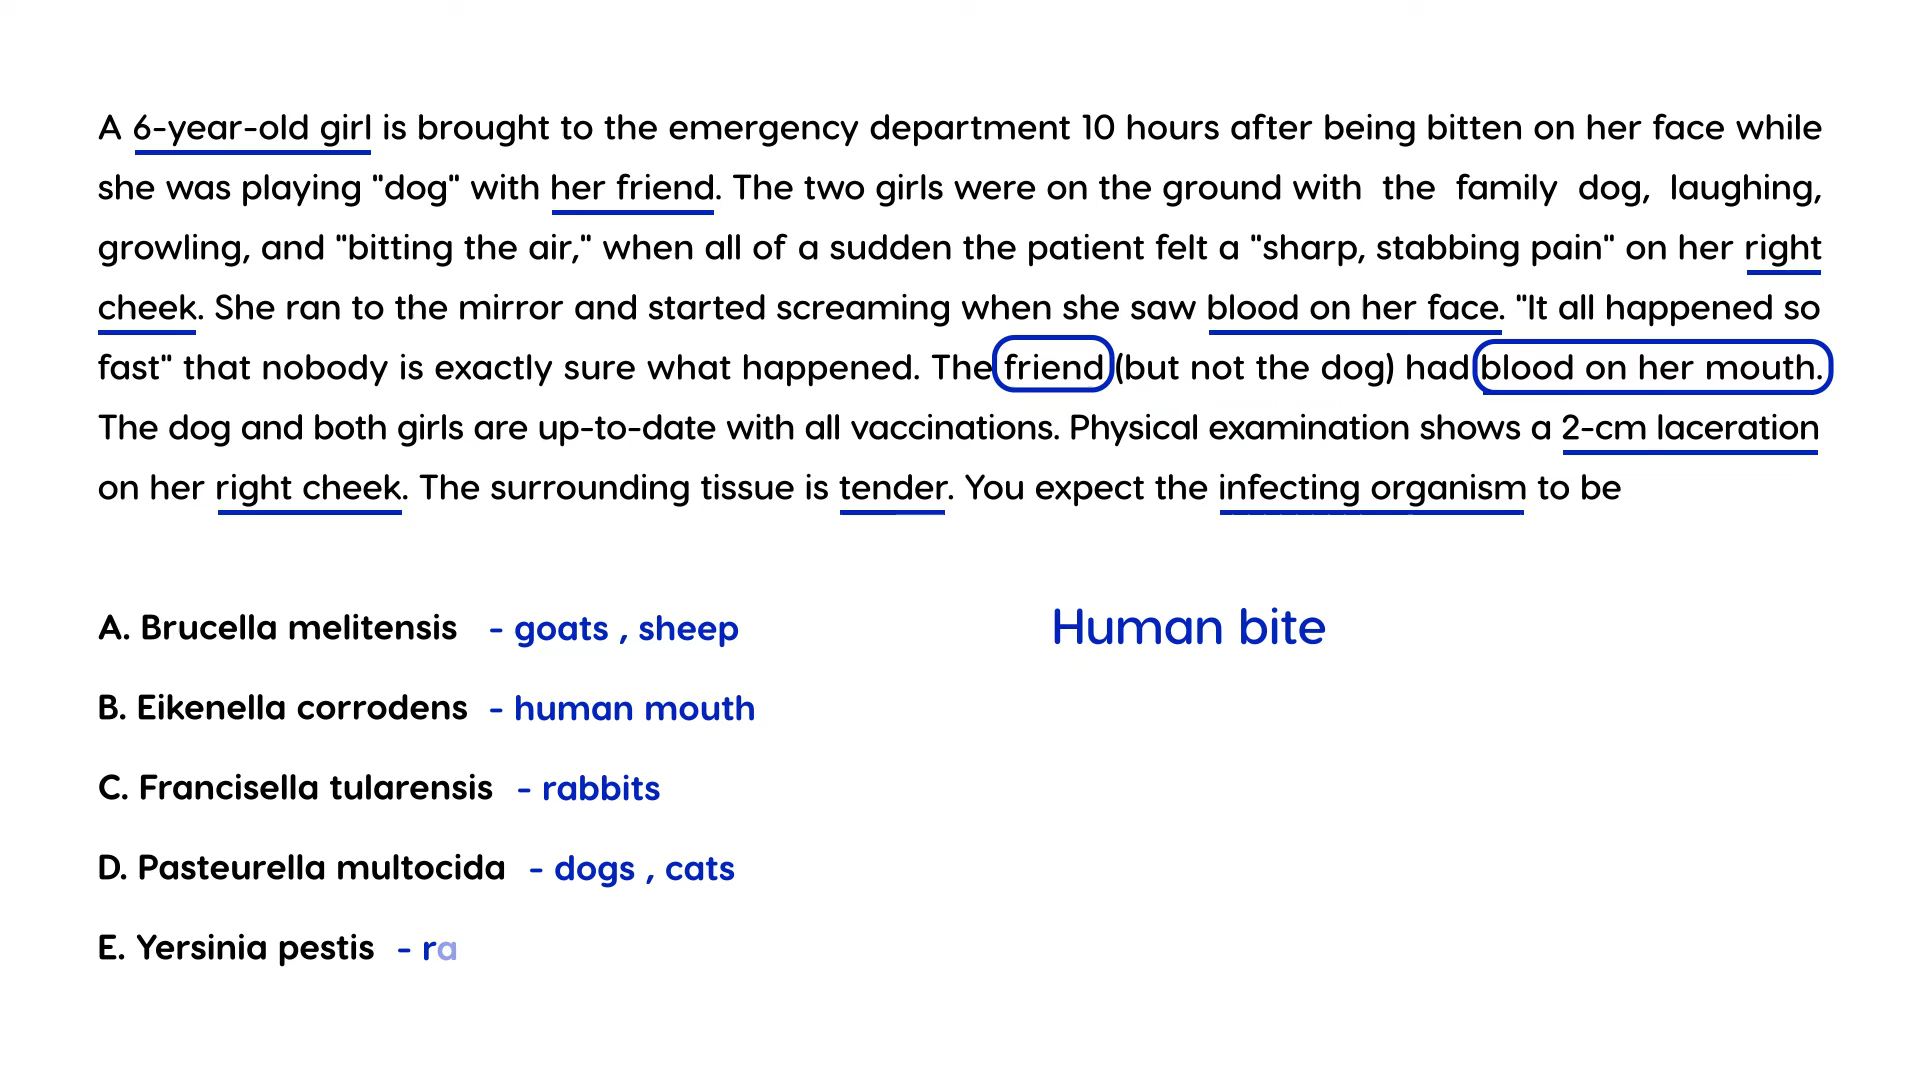 A 6-year-old girl is brought to the emergency department 10 hours after being bitten on her face while
she was playing "dog" with her friend. The two girls were on the ground with the family dog, laughing,
growling, and "bitting the air," when all of a sudden the patient felt a "sharp, stabbing pain" on her right
cheek. She ran to the mirror and started screaming when she saw blood on her face. "It all happened so
fast" that nobody is exactly sure what happened. The friend (but not the dog) had blood on her mouth.
The dog and both girls are up-to-date with all vaccinations. Physical examination shows a 2-cm laceration
on her right cheek. The surrounding tissue is tender. You expect the infecting organism to be
A. Brucella melitensis - goats , sheep
Human bite
B. Eikenella corrodens - human mouth
C. Francisella tularensis - rabbits
D. Pasteurella multocida - dogs , cats
E. Yersinia pestis - ra